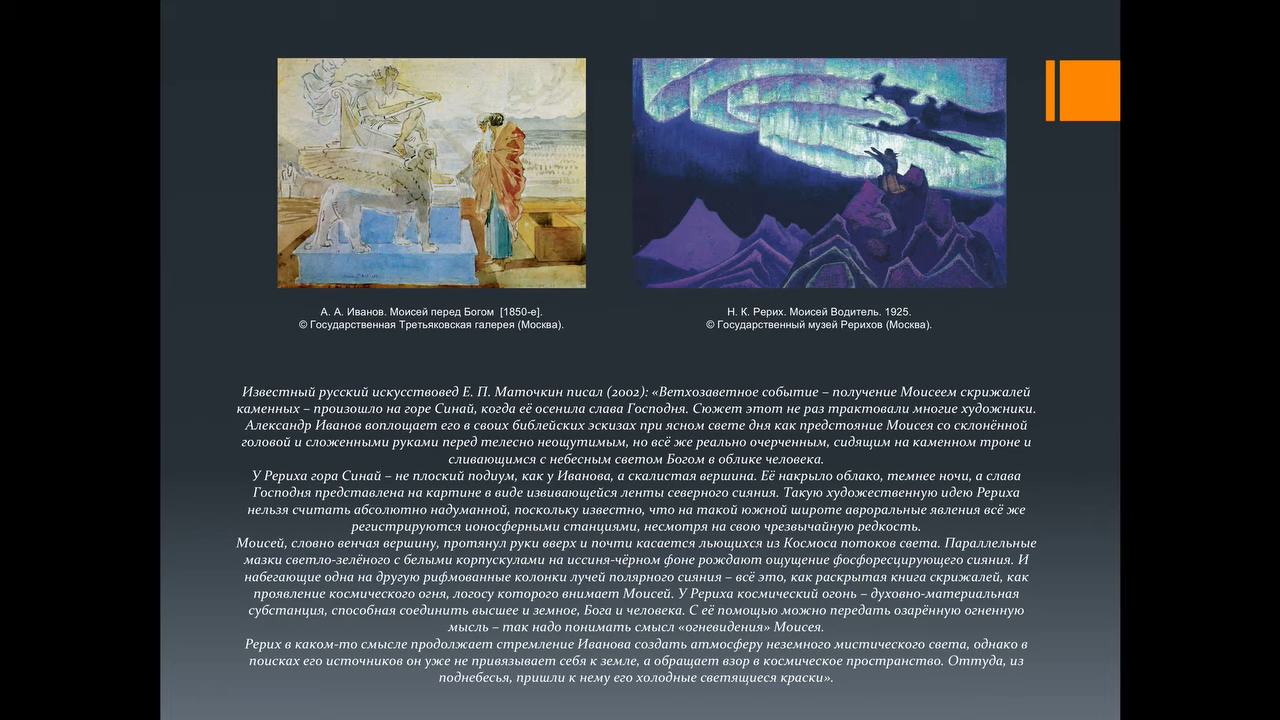 А. А. Иванов. Моисей перед Богом [1850-е].
© Государственная Третьяковская галерея (Москва).
Н. К. Рерих. Моисей Водитель. 1925.
© Государственный музей Рерихов (Москва).
Известный русский искусствовед Е. П. Маточкин писал (2002): «Ветхозаветное событие – получение Моисеем скрижалей
каменных – произошло на горе Синай, когда её осенила слава Господня. Сюжет этот не раз трактовали многие художники.
Александр Иванов воплощает его в своих библейских эскизах при ясном свете дня как предстояние Моисея со склонённой
головой и сложенными руками перед телесно неощутимым, но всё же реально очерченным, сидящим на каменном троне и
сливающимся с небесным светом Богом в облике человека.
У Рериха гора Синай – не плоский подиум, как у Иванова, а скалистая вершина. Её накрыло облако, темнее ночи, а слава
Господня представлена на картине в виде извивающейся ленты северного сияния. Такую художественную идею Рериха
нельзя считать абсолютно надуманной, поскольку известно, что на такой южной широте авроральные явления всё же
регистрируются ионосферными станциями, несмотря на свою чрезвычайную редкость.
Моисей, словно венчая вершину, протянул руки вверх и почти касается льющихся из Космоса потоков света. Параллельные
мазки светло-зелёного с белыми корпускулами на иссиня-чёрном фоне рождают ощущение фосфоресцирующего сияния. И
набегающие одна на другую рифмованные колонки лучей полярного сияния – всё это, как раскрытая книга скрижалей, как
проявление космического огня, логосу которого внимает Моисей. У Рериха космический огонь – духовно-материальная
субстанция, способная соединить высшее и земное, Бога и человека. С её помощью можно передать озарённую огненную
мысль – так надо понимать смысл «огневидения» Моисея.
Рерих в каком-то смысле продолжает стремление Иванова создать атмосферу неземного мистического света, однако в
поисках его источников он уже не привязывает себя к земле, а обращает взор в космическое пространство. Оттуда, из
поднебесья, пришли к нему его холодные светящиеся краски».